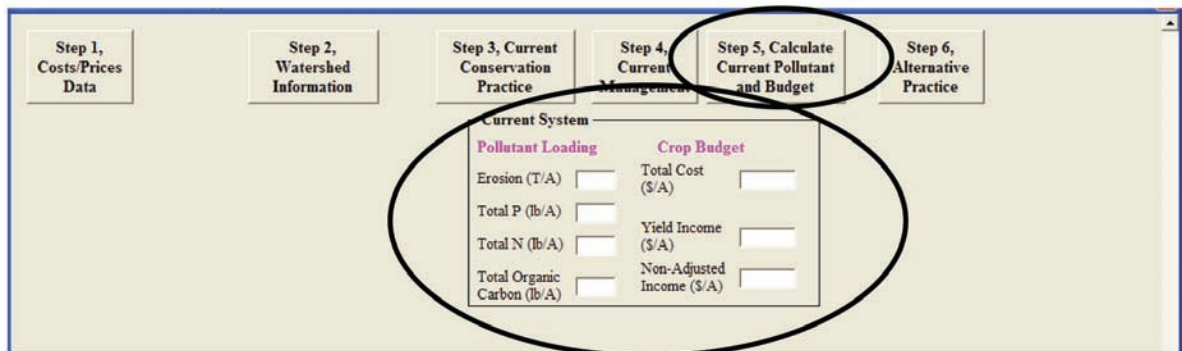 Step 1,
Costs/Prices
Data
Step 2,
Watershed
Information
Step 3, Current
Conservation
Practice
Step 4,
Current
Management
Step 5, Calculate
Current Pollutant
and Budget
Step 6,
Alternative
Practice
Current System
Pollutant Loading
Erosion (T/A)
Total P (lb/A)
Total N (lb/A)
Total Organic
Carbon (lb/A)
Crop Budget
Total Cost
($/A)
Yield Income
($/A)
Non-Adjusted
Income ($/A)